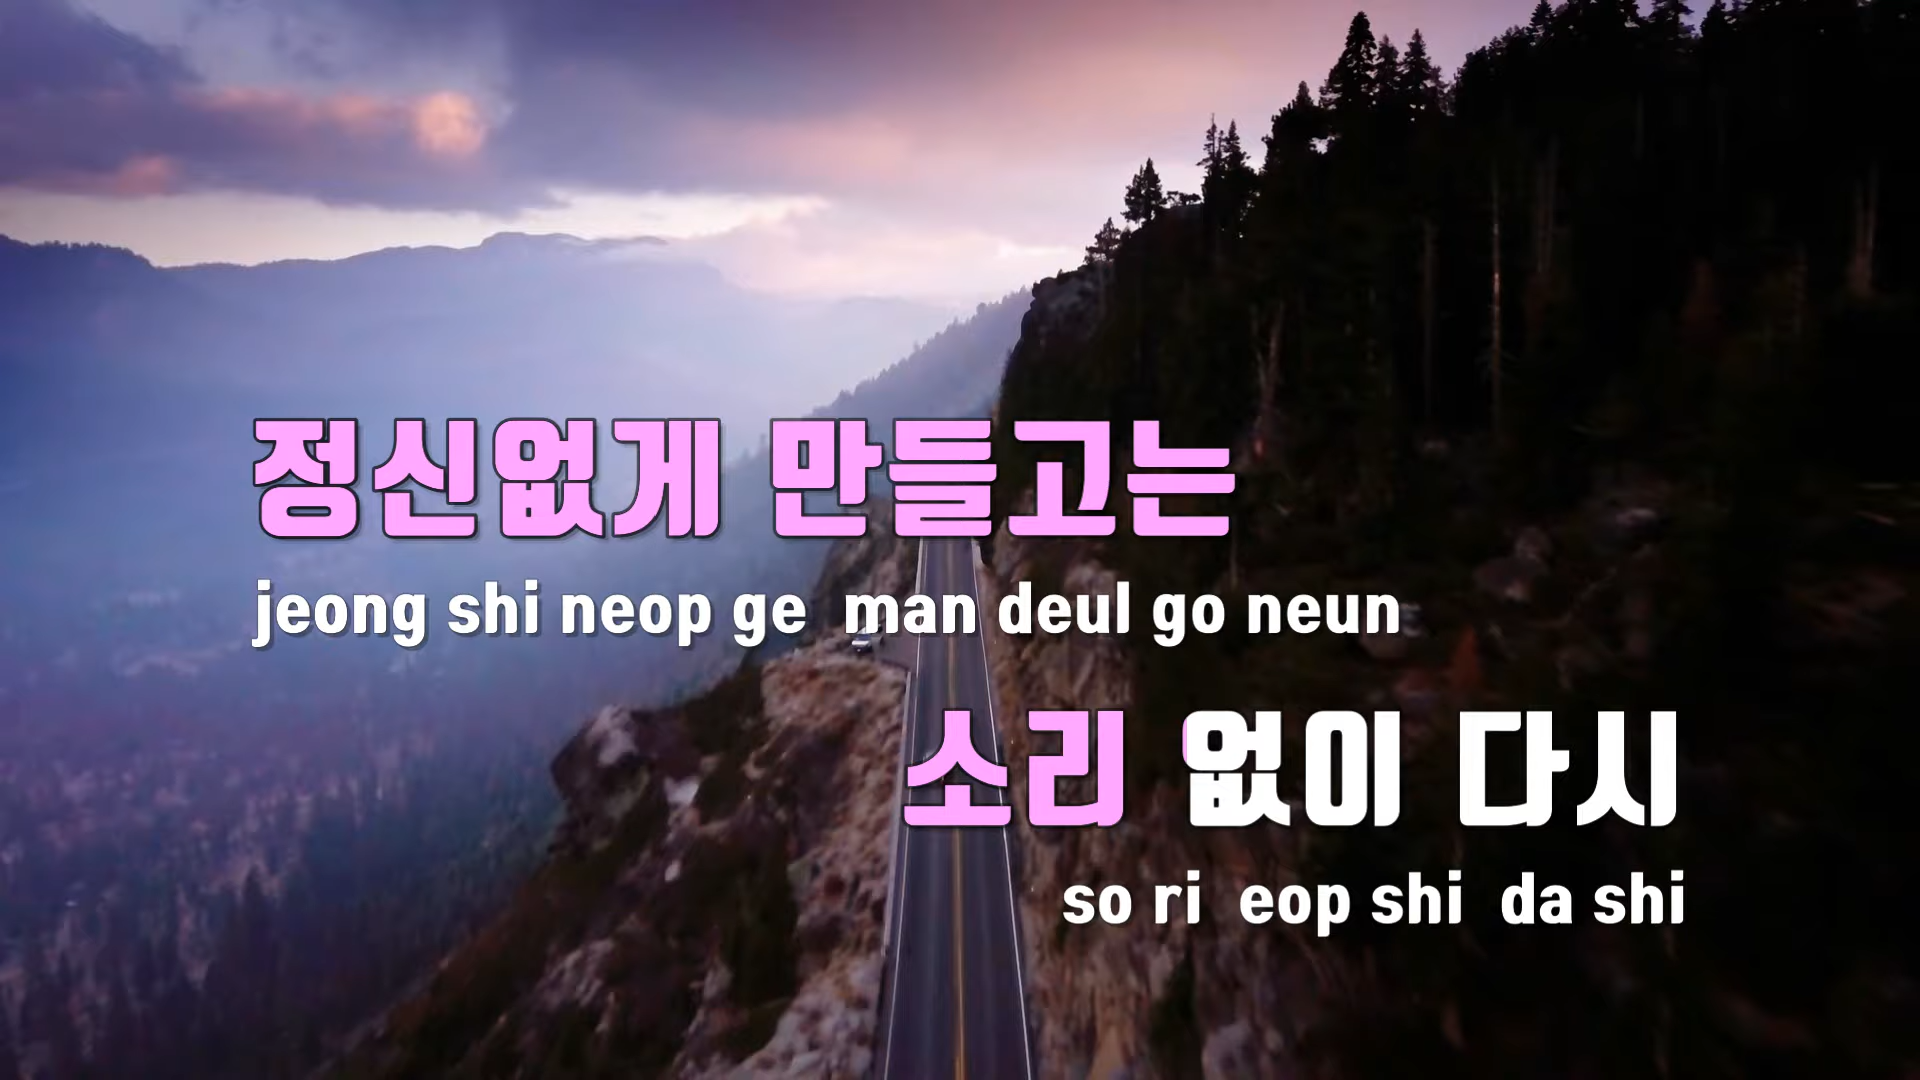 정신없게 만들고는
jeong shi neop ge  man deul go neun
소리 없이 다시
so ri  eop shi  da shi